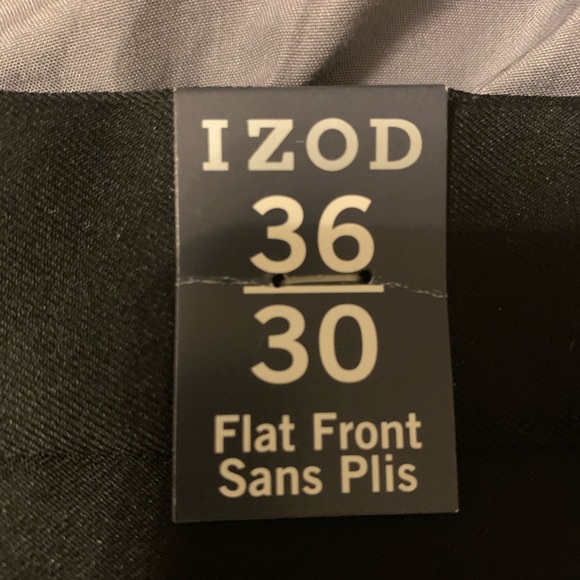 IZOD
36
30
Flat Front
Sans Plis